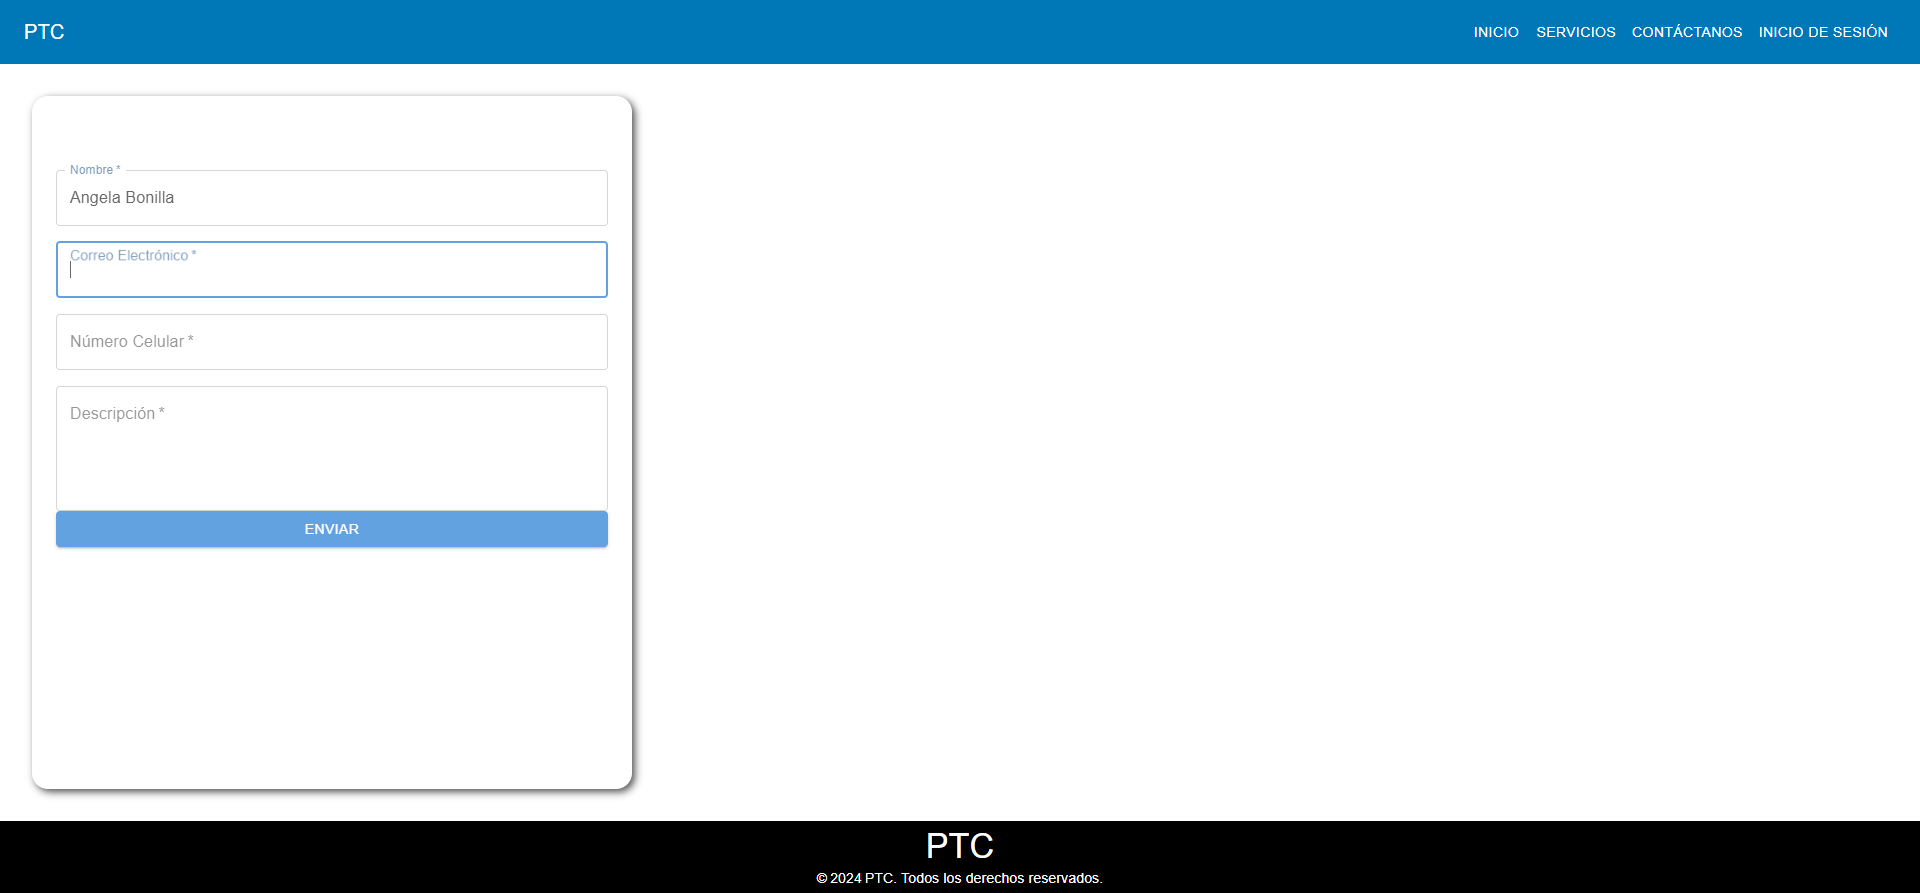 PTC
INICIO SERVICIOS CONTÁCTANOS INICIO DE SESIÓN
Nombre *
Angela Bonilla
Correo Electrónico *
Número Celular *
Descripción *
ENVIAR
PTC
© 2024 PTC. Todos los derechos reservados.